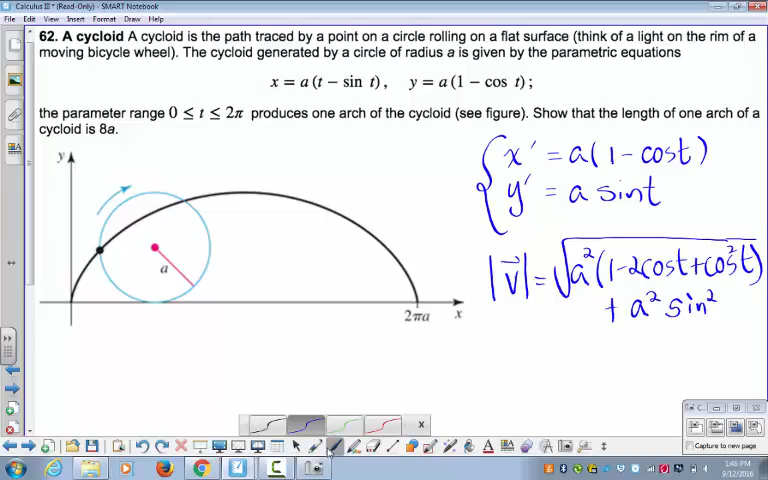 Calculus III * (Read-Only) - SMART Notebook
File Edit View Insert Format Draw Help
62. A cycloid A cycloid is the path traced by a point on a circle rolling on a flat surface (think of a light on the rim of a
moving bicycle wheel). The cycloid generated by a circle of radius a is given by the parametric equations
x = a (t − sin t), y = a (1 − cos t);
the parameter range 0 ≤ t ≤ 2π produces one arch of the cycloid (see figure). Show that the length of one arch of a
cycloid is 8a.
x' = a(1 - cost)
y' = a sint
|v⃗| = √a²(1-2cost+cos²t)
+ a² sin²
y
a
2πa x
x
Capture to new page
1:46 PM
9/12/2016